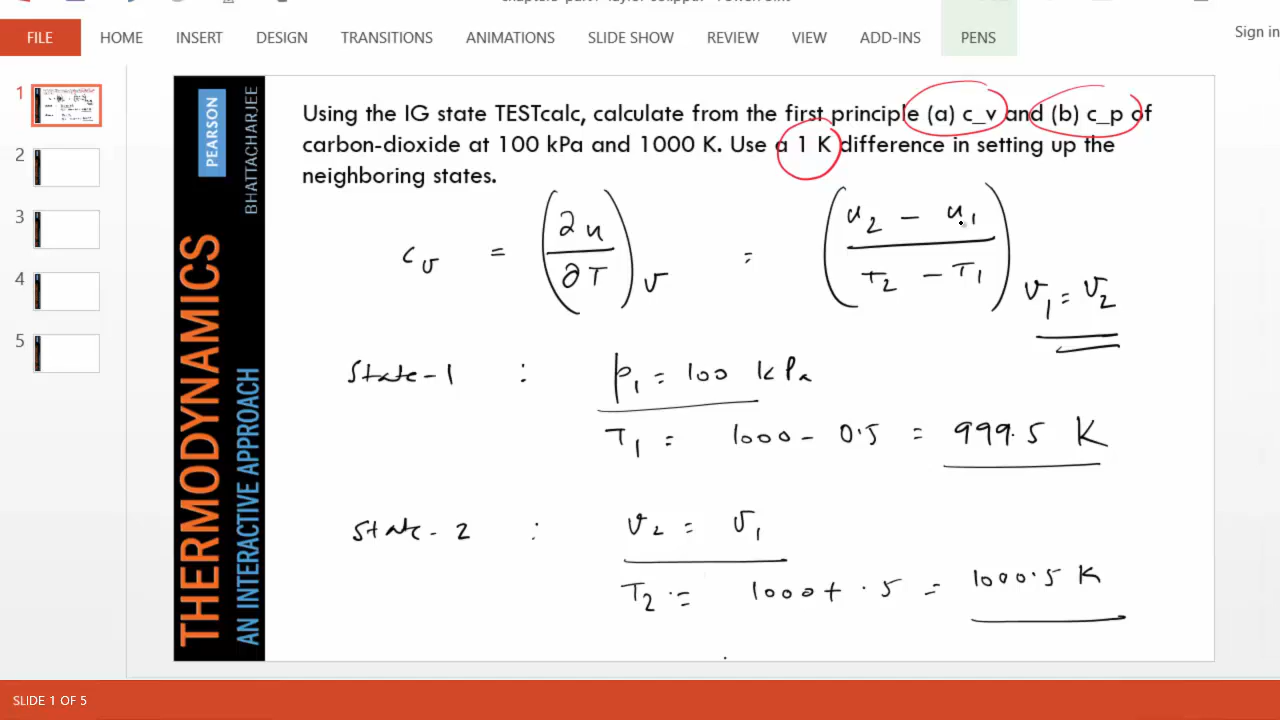 FILE HOME INSERT DESIGN TRANSITIONS ANIMATIONS SLIDE SHOW REVIEW VIEW ADD-INS PENS Sign in
1
2
3
4
5
PEARSON
BHATTACHARJEE
THERMODYNAMICS
AN INTERACTIVE APPROACH
Using the IG state TESTcalc, calculate from the first principle (a) c_v and (b) c_p of
carbon-dioxide at 100 kPa and 1000 K. Use a 1 K difference in setting up the
neighboring states.
c_v = (∂u/∂T)_v = ((u_2 - u_1)/(T_2 - T_1)) v_1 = v_2
State-1 : p_1 = 100 kPa
T_1 = 1000 - 0.5 = 999.5 K
State-2 : v_2 = v_1
T_2 = 1000 + .5 = 1000.5 K
SLIDE 1 OF 5